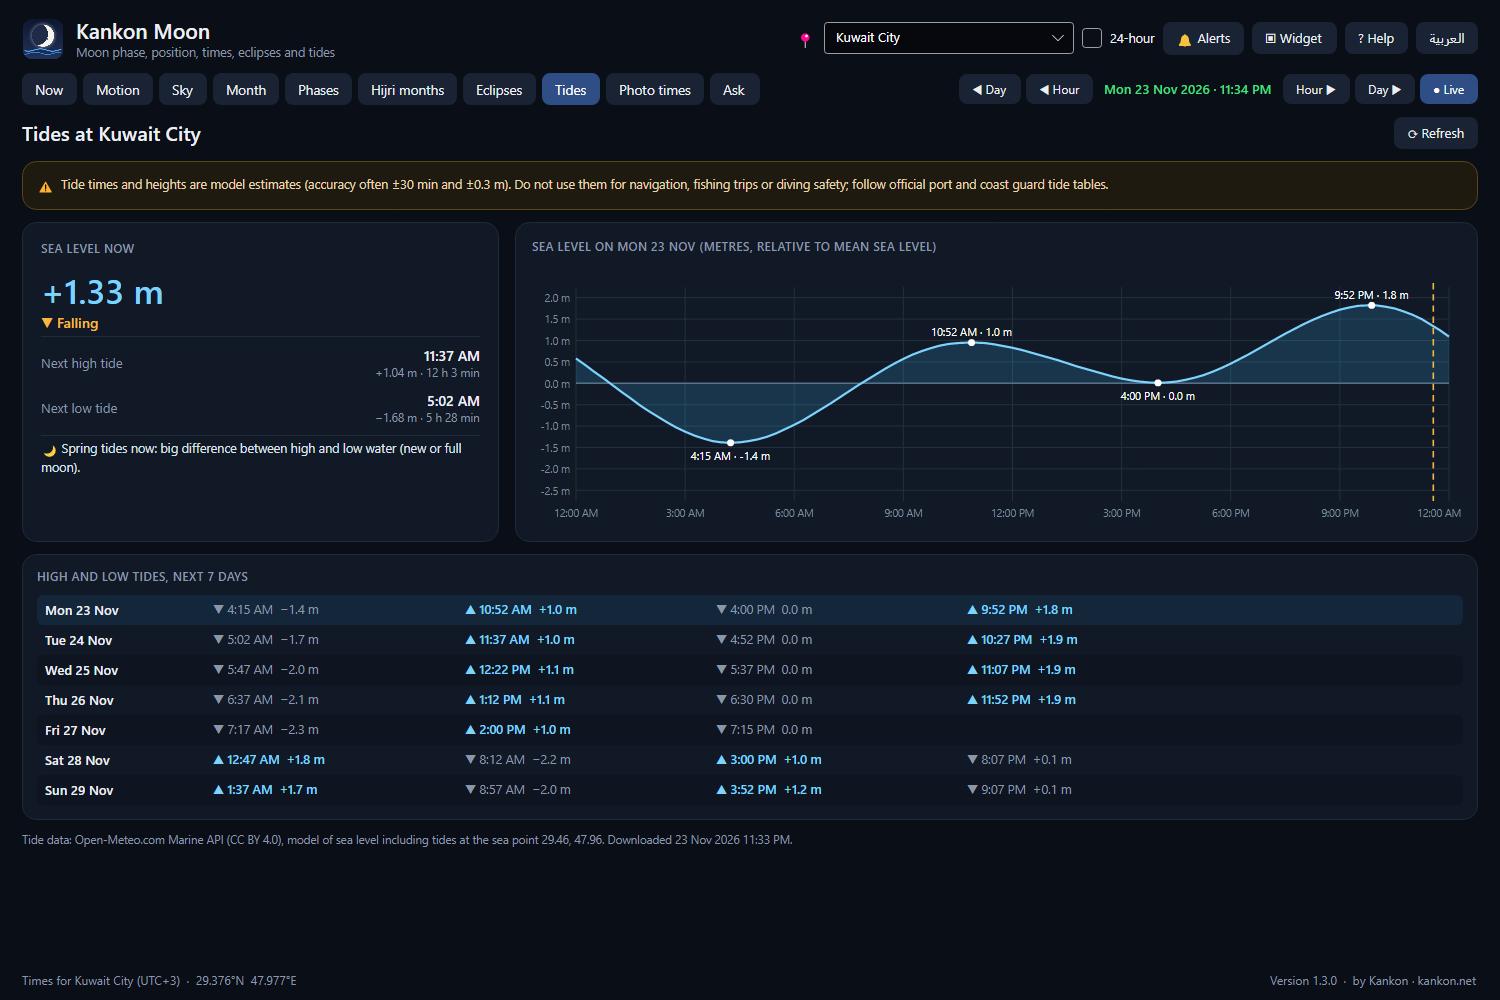 Kankon Moon
Moon phase, position, times, eclipses and tides
Kuwait City
24-hour
Alerts
Widget
? Help
العربية
Now
Motion
Sky
Month
Phases
Hijri months
Eclipses
Tides
Photo times
Ask
◀ Day
◀ Hour
Mon 23 Nov 2026 · 11:34 PM
Hour ▶
Day ▶
● Live
Tides at Kuwait City
⟳ Refresh
Tide times and heights are model estimates (accuracy often ±30 min and ±0.3 m). Do not use them for navigation, fishing trips or diving safety; follow official port and coast guard tide tables.
SEA LEVEL NOW
+1.33 m
▼ Falling
Next high tide
11:37 AM
+1.04 m · 12 h 3 min
Next low tide
5:02 AM
−1.68 m · 5 h 28 min
Spring tides now: big difference between high and low water (new or full
moon).
SEA LEVEL ON MON 23 NOV (METRES, RELATIVE TO MEAN SEA LEVEL)
2.0 m
1.5 m
1.0 m
0.5 m
0.0 m
-0.5 m
-1.0 m
-1.5 m
-2.0 m
-2.5 m
4:15 AM · -1.4 m
10:52 AM · 1.0 m
4:00 PM · 0.0 m
9:52 PM · 1.8 m
12:00 AM 3:00 AM 6:00 AM 9:00 AM 12:00 PM 3:00 PM 6:00 PM 9:00 PM 12:00 AM
HIGH AND LOW TIDES, NEXT 7 DAYS
Mon 23 Nov ▼ 4:15 AM −1.4 m ▲ 10:52 AM +1.0 m ▼ 4:00 PM 0.0 m ▲ 9:52 PM +1.8 m
Tue 24 Nov ▼ 5:02 AM −1.7 m ▲ 11:37 AM +1.0 m ▼ 4:52 PM 0.0 m ▲ 10:27 PM +1.9 m
Wed 25 Nov ▼ 5:47 AM −2.0 m ▲ 12:22 PM +1.1 m ▼ 5:37 PM 0.0 m ▲ 11:07 PM +1.9 m
Thu 26 Nov ▼ 6:37 AM −2.1 m ▲ 1:12 PM +1.1 m ▼ 6:30 PM 0.0 m ▲ 11:52 PM +1.9 m
Fri 27 Nov ▼ 7:17 AM −2.3 m ▲ 2:00 PM +1.0 m ▼ 7:15 PM 0.0 m
Sat 28 Nov ▲ 12:47 AM +1.8 m ▼ 8:12 AM −2.2 m ▲ 3:00 PM +1.0 m ▼ 8:07 PM +0.1 m
Sun 29 Nov ▲ 1:37 AM +1.7 m ▼ 8:57 AM −2.0 m ▲ 3:52 PM +1.2 m ▼ 9:07 PM +0.1 m
Tide data: Open-Meteo.com Marine API (CC BY 4.0), model of sea level including tides at the sea point 29.46, 47.96. Downloaded 23 Nov 2026 11:33 PM.
Times for Kuwait City (UTC+3) · 29.376°N 47.977°E
Version 1.3.0 · by Kankon · kankon.net